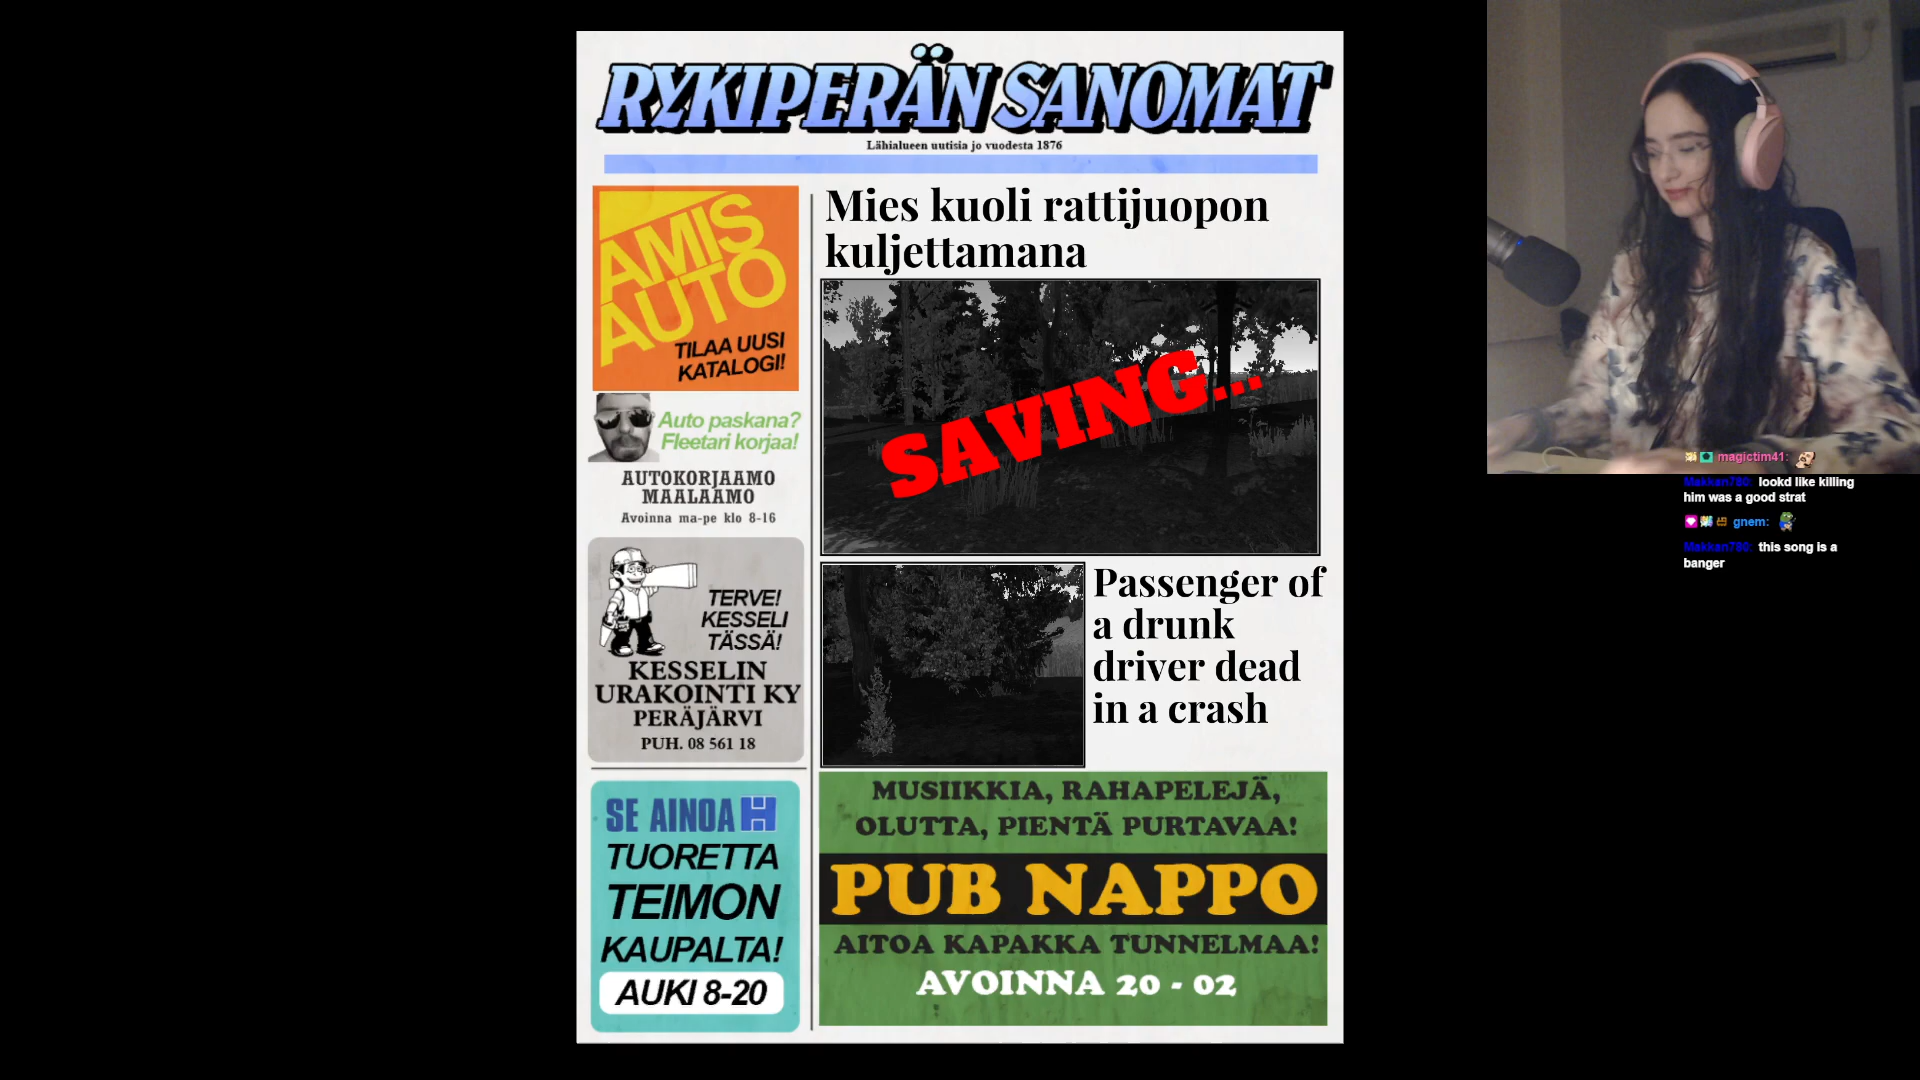 RYKIPERÄN SANOMAT
Lähialueen uutisia jo vuodesta 1876
AMIS
AUTO
TILAA UUSI
KATALOGI!
Auto paskana?
Fleetari korjaa!
AUTOKORJAAMO
MAALAAMO
Avoinna ma-pe klo 8-16
TERVE!
KESSELI
TÄSSÄ!
KESSELIN
URAKOINTI KY
PERÄJÄRVI
PUH. 08 561 18
SE AINOA H
TUORETTA
TEIMON
KAUPALTA!
AUKI 8-20
Mies kuoli rattijuopon
kuljettamana
SAVING...
Passenger of
a drunk
driver dead
in a crash
MUSIIKKIA, RAHAPELEJÄ,
OLUTTA, PIENTÄ PURTAVAA!
PUB NAPPO
AITOA KAPAKKA TUNNELMAA!
AVOINNA 20 - 02
magictim41:
Makkan780: lookd like killing
him was a good strat
gnem:
Makkan780: this song is a
banger